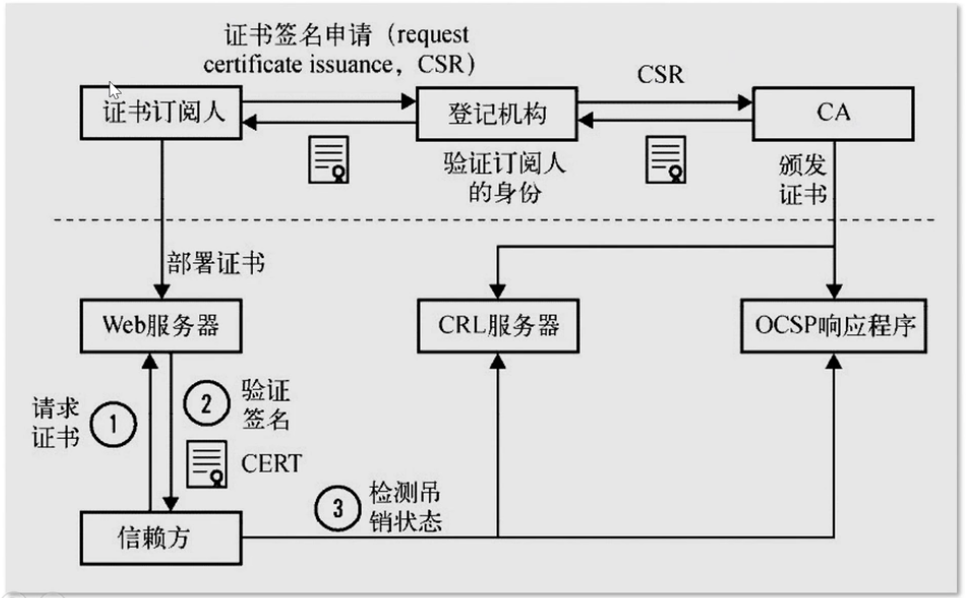 证书签名申请（request
certificate issuance，CSR）
CSR
证书订阅人
登记机构
CA
验证订阅人
的身份
颁发
证书
部署证书
Web服务器
CRL服务器
OCSP响应程序
请求
证书
1
2
验证
签名
CERT
3
检测吊
销状态
信赖方